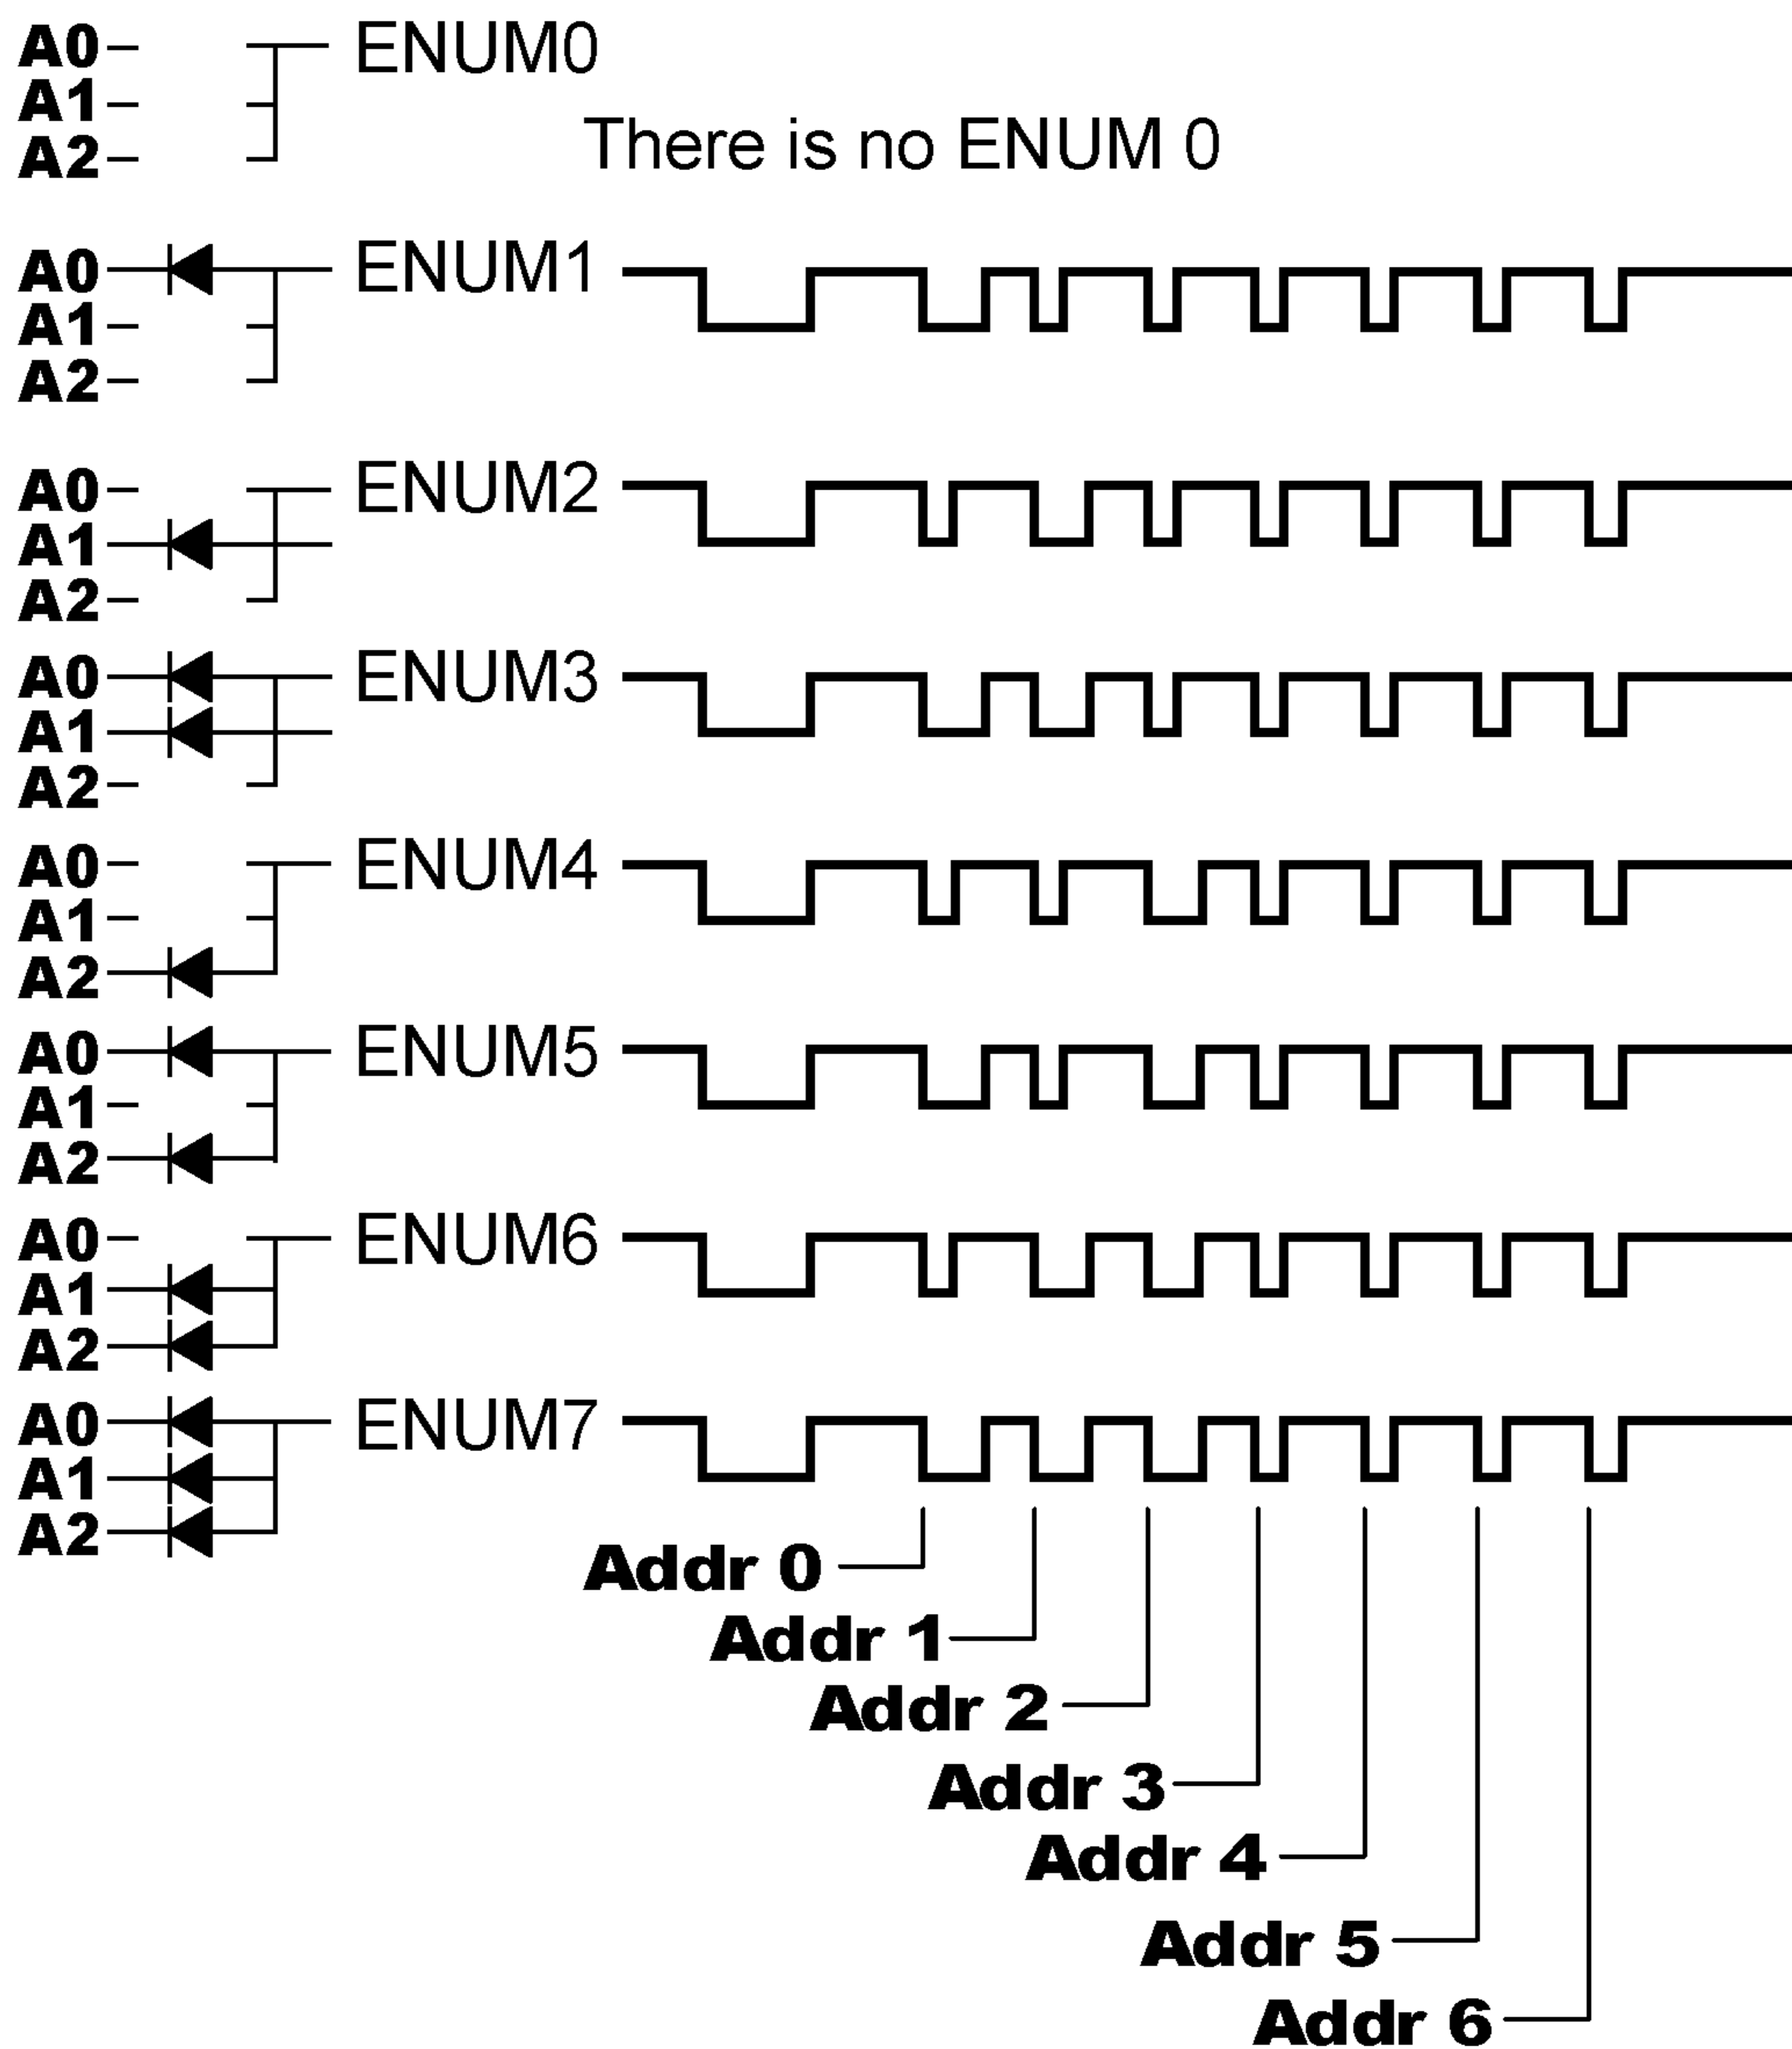 A0 ENUM0
A1
There is no ENUM 0
A2
A0 ENUM1
A1
A2
A0 ENUM2
A1
A2
A0 ENUM3
A1
A2
A0 ENUM4
A1
A2
A0 ENUM5
A1
A2
A0 ENUM6
A1
A2
A0 ENUM7
A1
A2
Addr 0
Addr 1
Addr 2
Addr 3
Addr 4
Addr 5
Addr 6